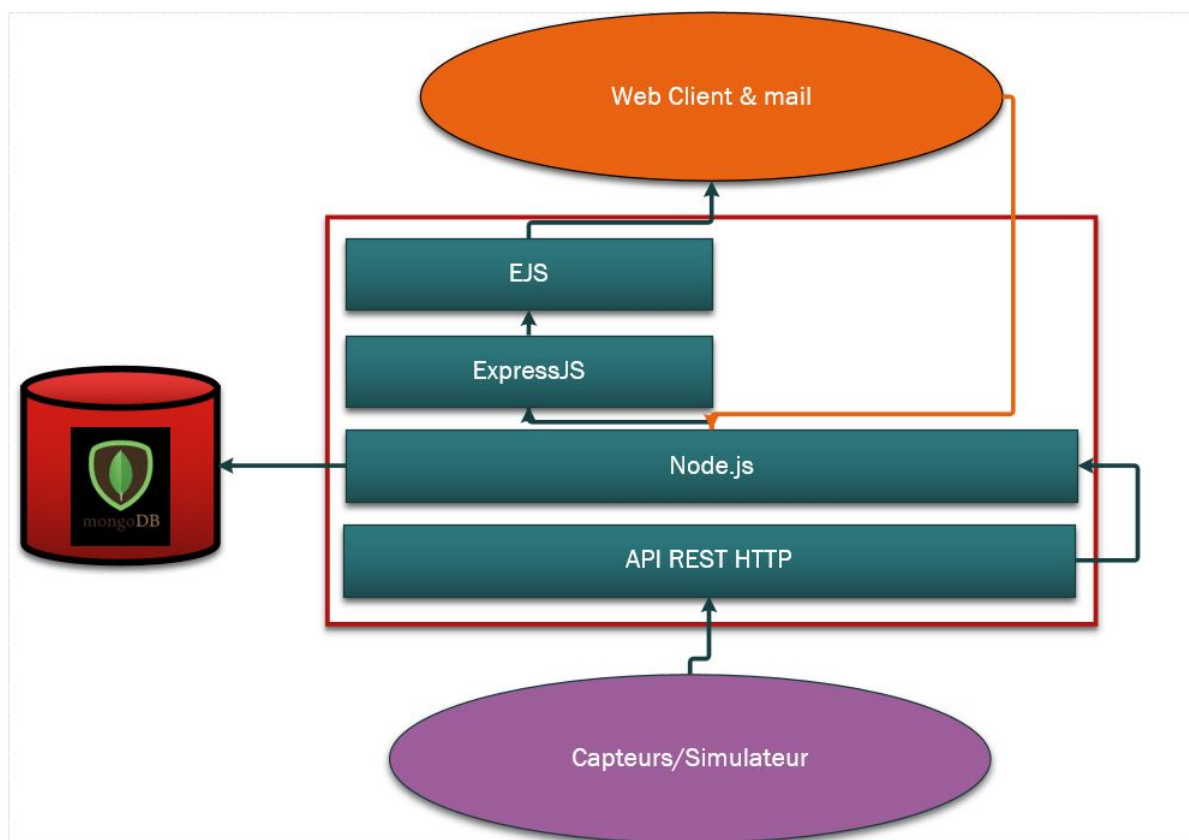 Web Client & mail
EJS
ExpressJS
Node.js
mongoDB
API REST HTTP
Capteurs/Simulateur